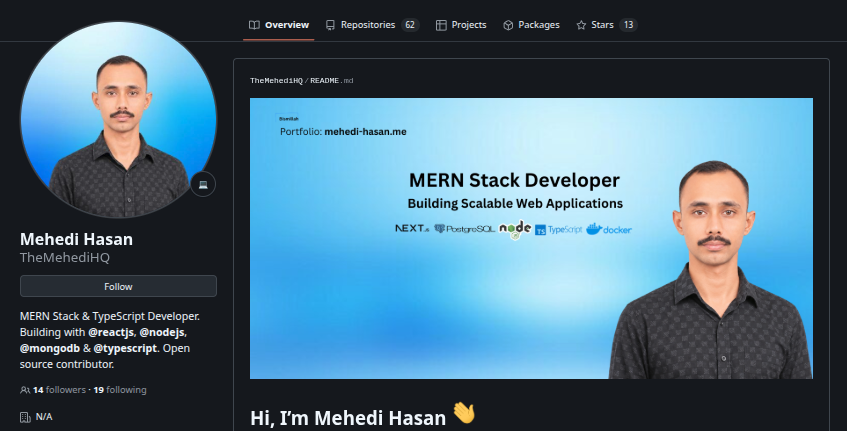 Overview Repositories 62 Projects Packages Stars 13
TheMehediHQ / README.md
Bismillah
Portfolio: mehedi-hasan.me
MERN Stack Developer
Building Scalable Web Applications
NEXT.js PostgreSQL node TS TypeScript docker
Mehedi Hasan
TheMehediHQ
Follow
MERN Stack & TypeScript Developer.
Building with @reactjs, @nodejs,
@mongodb & @typescript. Open
source contributor.
14 followers · 19 following
N/A
Hi, I’m Mehedi Hasan 👋